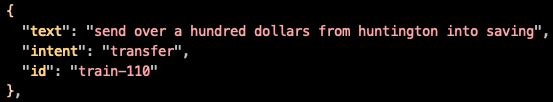 {
"text": "send over a hundred dollars from huntington into saving",
"intent": "transfer",
"id": "train-110"
},